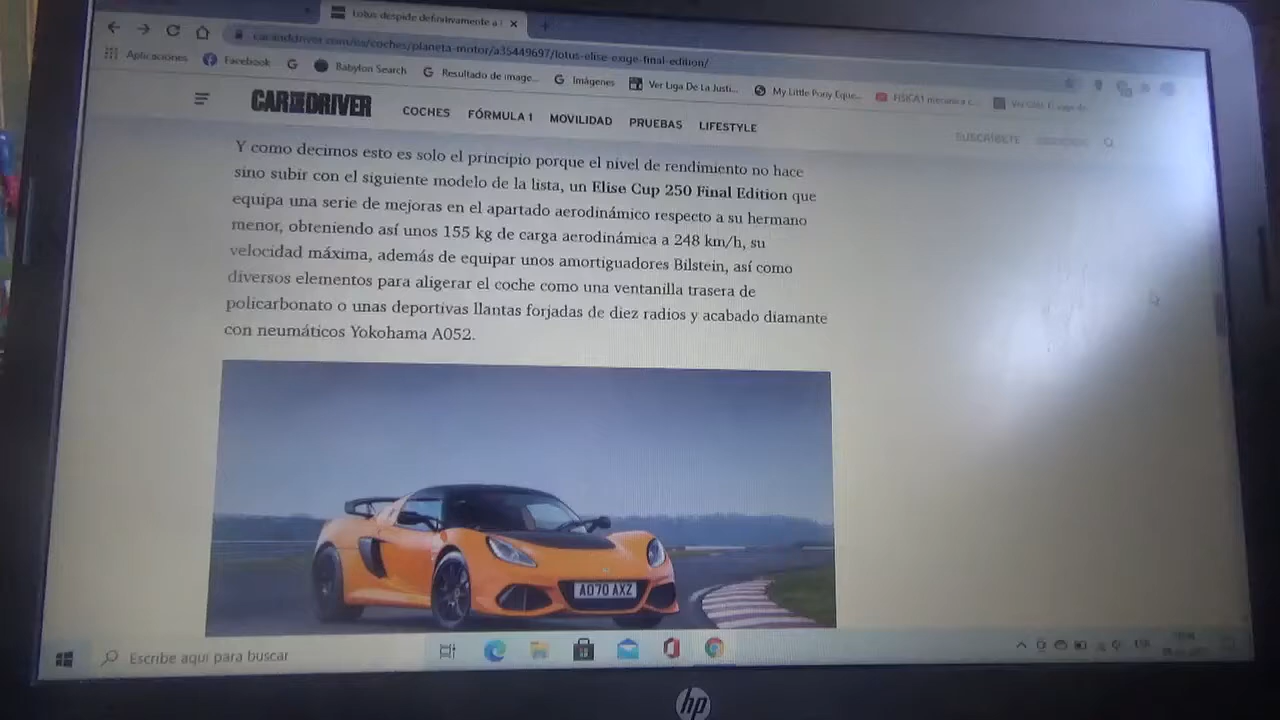 Lotus despide definitivamente a l
caranddriver.com/es/coches/planeta-motor/a35449697/lotus-elise-exige-final-edition/
Aplicaciones Facebook G Babylon Search Resultado de image... Imágenes Ver Liga De La Justi... My Little Pony Eque...
CAR AND DRIVER COCHES FÓRMULA 1 MOVILIDAD PRUEBAS LIFESTYLE SUSCRÍBETE
Y como decimos esto es solo el principio porque el nivel de rendimiento no hace
sino subir con el siguiente modelo de la lista, un Elise Cup 250 Final Edition que
equipa una serie de mejoras en el apartado aerodinámico respecto a su hermano
menor, obteniendo así unos 155 kg de carga aerodinámica a 248 km/h, su
velocidad máxima, además de equipar unos amortiguadores Bilstein, así como
diversos elementos para aligerar el coche como una ventanilla trasera de
policarbonato o unas deportivas llantas forjadas de diez radios y acabado diamante
con neumáticos Yokohama A052.
AO70 AXZ
Escribe aquí para buscar ESP
hp